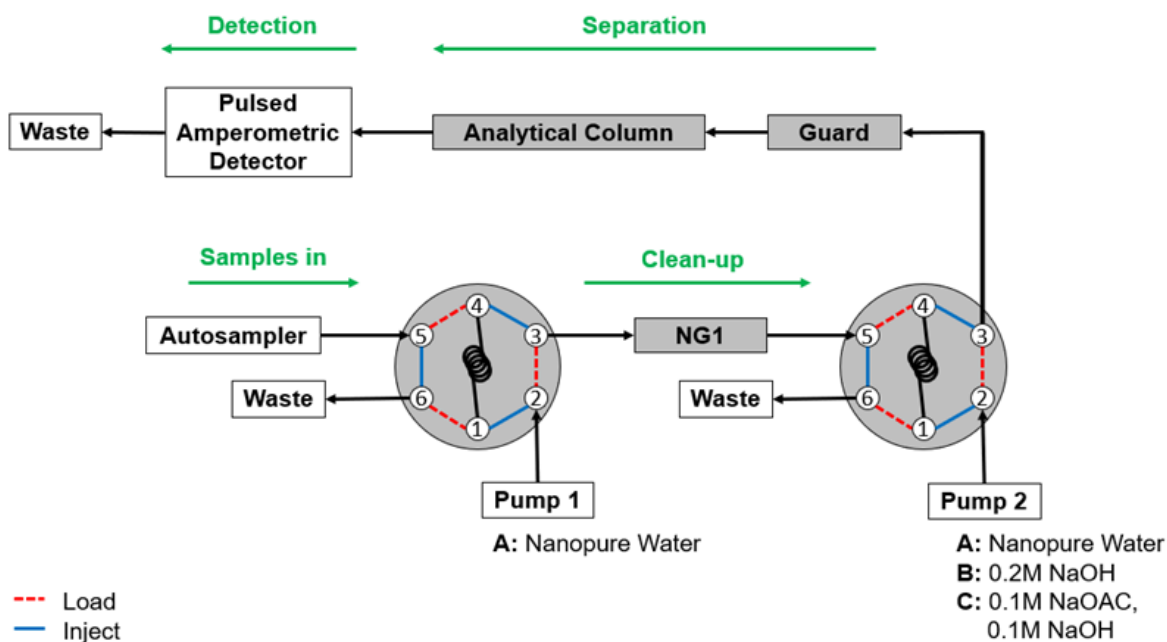 Detection
Separation
Waste
Pulsed
Amperometric
Detector
Analytical Column
Guard
Samples in
Clean-up
Autosampler
Waste
4
5
3
6
2
1
NG1
Waste
4
5
3
6
2
1
Pump 1
A: Nanopure Water
Pump 2
A: Nanopure Water
B: 0.2M NaOH
C: 0.1M NaOAC,
0.1M NaOH
Load
Inject